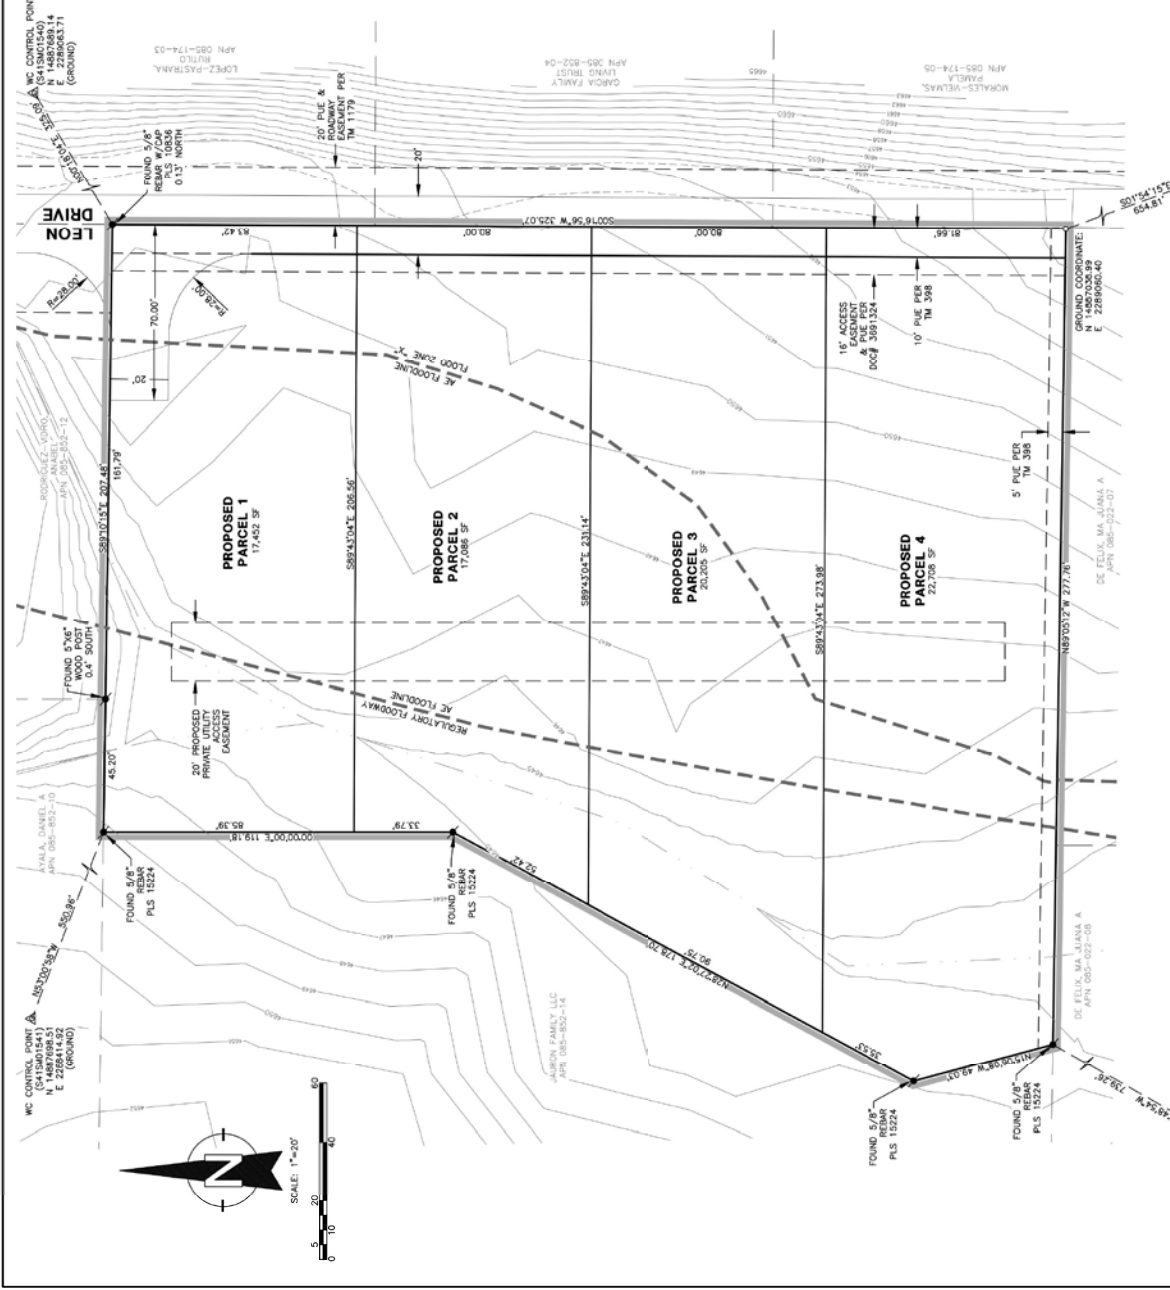 WC CONTROL POINT
(S41SM01540)
N 14887689.14
E 2289063.71
(GROUND)
LOPEZ-PASTRANA,
RUTILO
APN 085-174-03
GARCIA FAMILY
LIVING TRUST
APN 085-852-04
MORALES-VIELMAS,
PAMELA
APN 085-174-05
FOUND 5/8"
REBAR W/CAP
PLS 10836
0.13' NORTH
20' PUE &
ROADWAY
EASEMENT PER
TM 1179
20'
LEON
DRIVE
S00°16'56"W 325.07'
83.42'
80.00'
80.00'
81.66'
S01°54'15"E
654.81'
GROUND COORDINATE:
N 14887038.99
E 2289060.40
R=28.00'
R=28.00'
70.00'
20'
16' ACCESS
EASEMENT
& PUE PER
DOC# 3691324
10' PUE PER
TM 398
5' PUE PER
TM 398
FLOOD ZONE "X"
AE FLOODLINE
RODRIGUEZ-VIDRO,
ANABEL
APN 085-852-12
S89°10'15"E 207.48'
161.79'
45.20'
PROPOSED
PARCEL 1
17,452 SF
S89°43'04"E 206.56'
PROPOSED
PARCEL 2
17,086 SF
S89°43'04"E 231.14'
PROPOSED
PARCEL 3
20,205 SF
S89°43'04"E 273.98'
PROPOSED
PARCEL 4
22,708 SF
N89°05'12"W 277.76'
DE FELIX, MA JUANA A
APN 085-022-07
FOUND 5"X6"
WOOD POST
0.4' SOUTH
20' PROPOSED
PRIVATE UTILITY
ACCESS
EASEMENT
AE FLOODLINE
REGULATORY FLOODWAY
AYALA, DANIEL A
APN 085-852-10
00°00'00"E 119.18'
85.39'
33.79'
FOUND 5/8"
REBAR
PLS 15224
FOUND 5/8"
REBAR
PLS 15224
52.42'
N28°27'02"E 178.70'
90.75'
35.53'
N15°06'08"W 49.03'
FOUND 5/8"
REBAR
PLS 15224
FOUND 5/8"
REBAR
PLS 15224
DE FELIX, MA JUANA A
APN 085-022-08
739.26'
JAURON FAMILY LLC
APN 085-852-14
N53°00'58"W 550.96'
WC CONTROL POINT
(S41SM01541)
N 14887698.51
E 2288414.92
(GROUND)
N
SCALE: 1"=20'
0 5 10 20 40 60